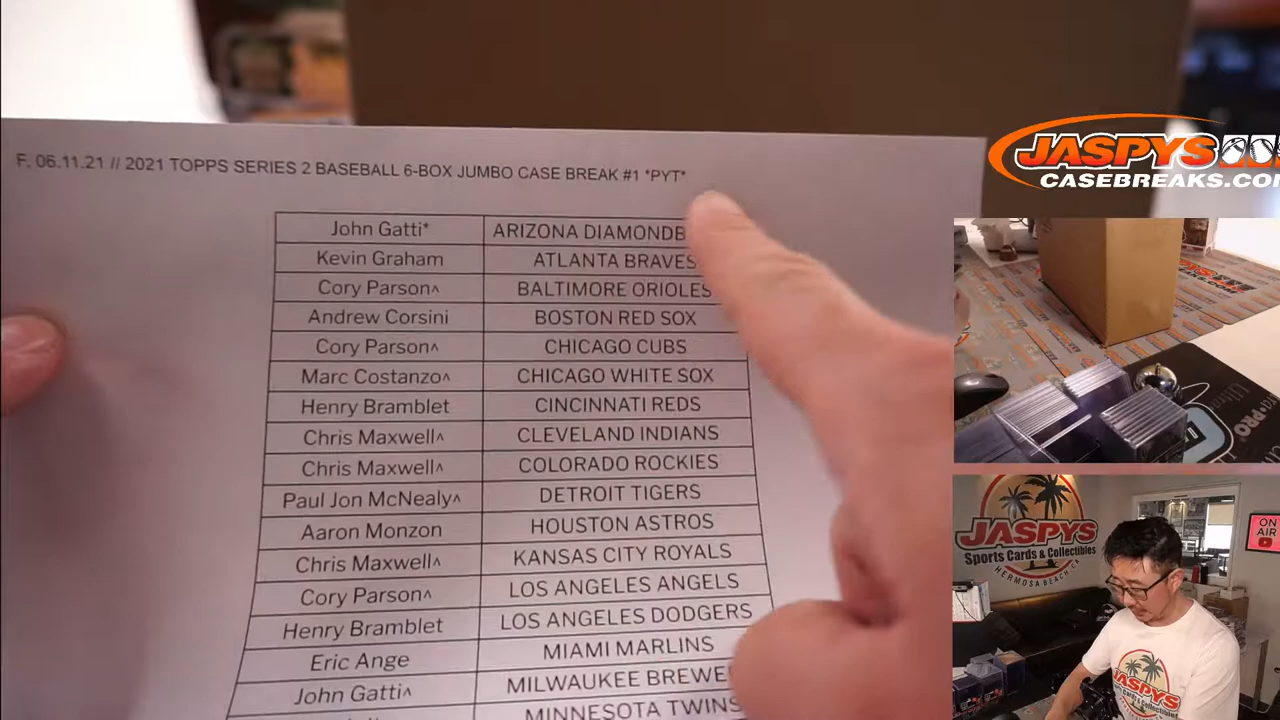 F. 06.11.21 // 2021 TOPPS SERIES 2 BASEBALL 6-BOX JUMBO CASE BREAK #1 *PYT*
John Gatti* ARIZONA
Kevin Graham ATLANTA BRAVES
Cory Parson^ BALTIMORE ORIOLES
Andrew Corsini BOSTON RED SOX
Cory Parson^ CHICAGO CUBS
Marc Costanzo^ CHICAGO WHITE SOX
Henry Bramblet CINCINNATI REDS
Chris Maxwell^ CLEVELAND INDIANS
Chris Maxwell^ COLORADO ROCKIES
Paul Jon McNealy^ DETROIT TIGERS
Aaron Monzon HOUSTON ASTROS
Chris Maxwell^ KANSAS CITY ROYALS
Cory Parson^ LOS ANGELES ANGELS
Henry Bramblet LOS ANGELES DODGERS
Eric Ange MIAMI MARLINS
John Gatti^ MILWAUKEE
MINNESOTA TWINS
JASPYS
CASEBREAKS.CO
JASPYS
Sports Cards & Collectibles
HERMOSA BEACH, CA
ON
AIR